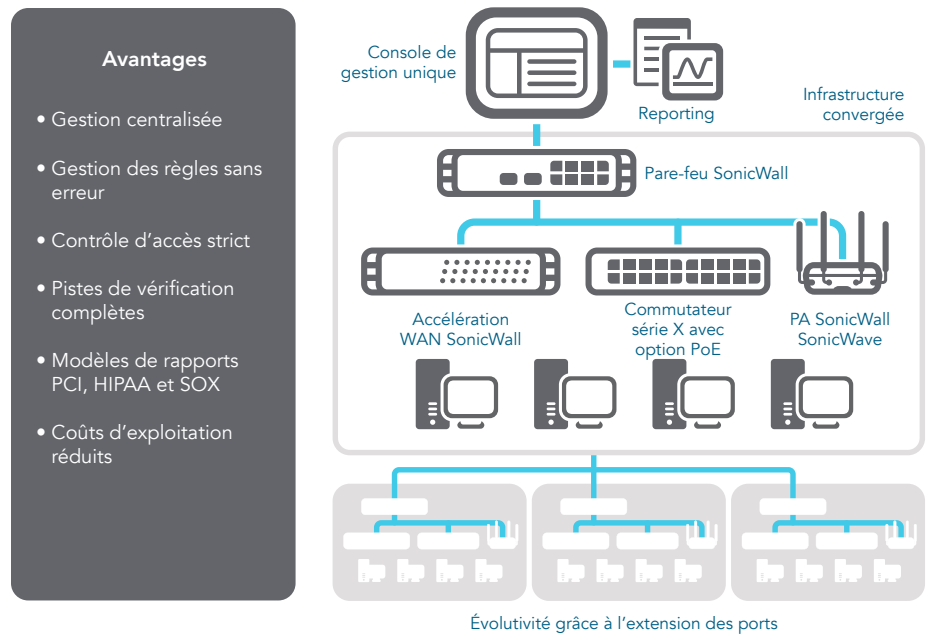 Avantages
• Gestion centralisée
• Gestion des règles sans
erreur
• Contrôle d'accès strict
• Pistes de vérification
complètes
• Modèles de rapports
PCI, HIPAA et SOX
• Coûts d'exploitation
réduits
Console de
gestion unique
Reporting
Infrastructure
convergée
Pare-feu SonicWall
Accélération
WAN SonicWall
Commutateur
série X avec
option PoE
PA SonicWall
SonicWave
Évolutivité grâce à l'extension des ports